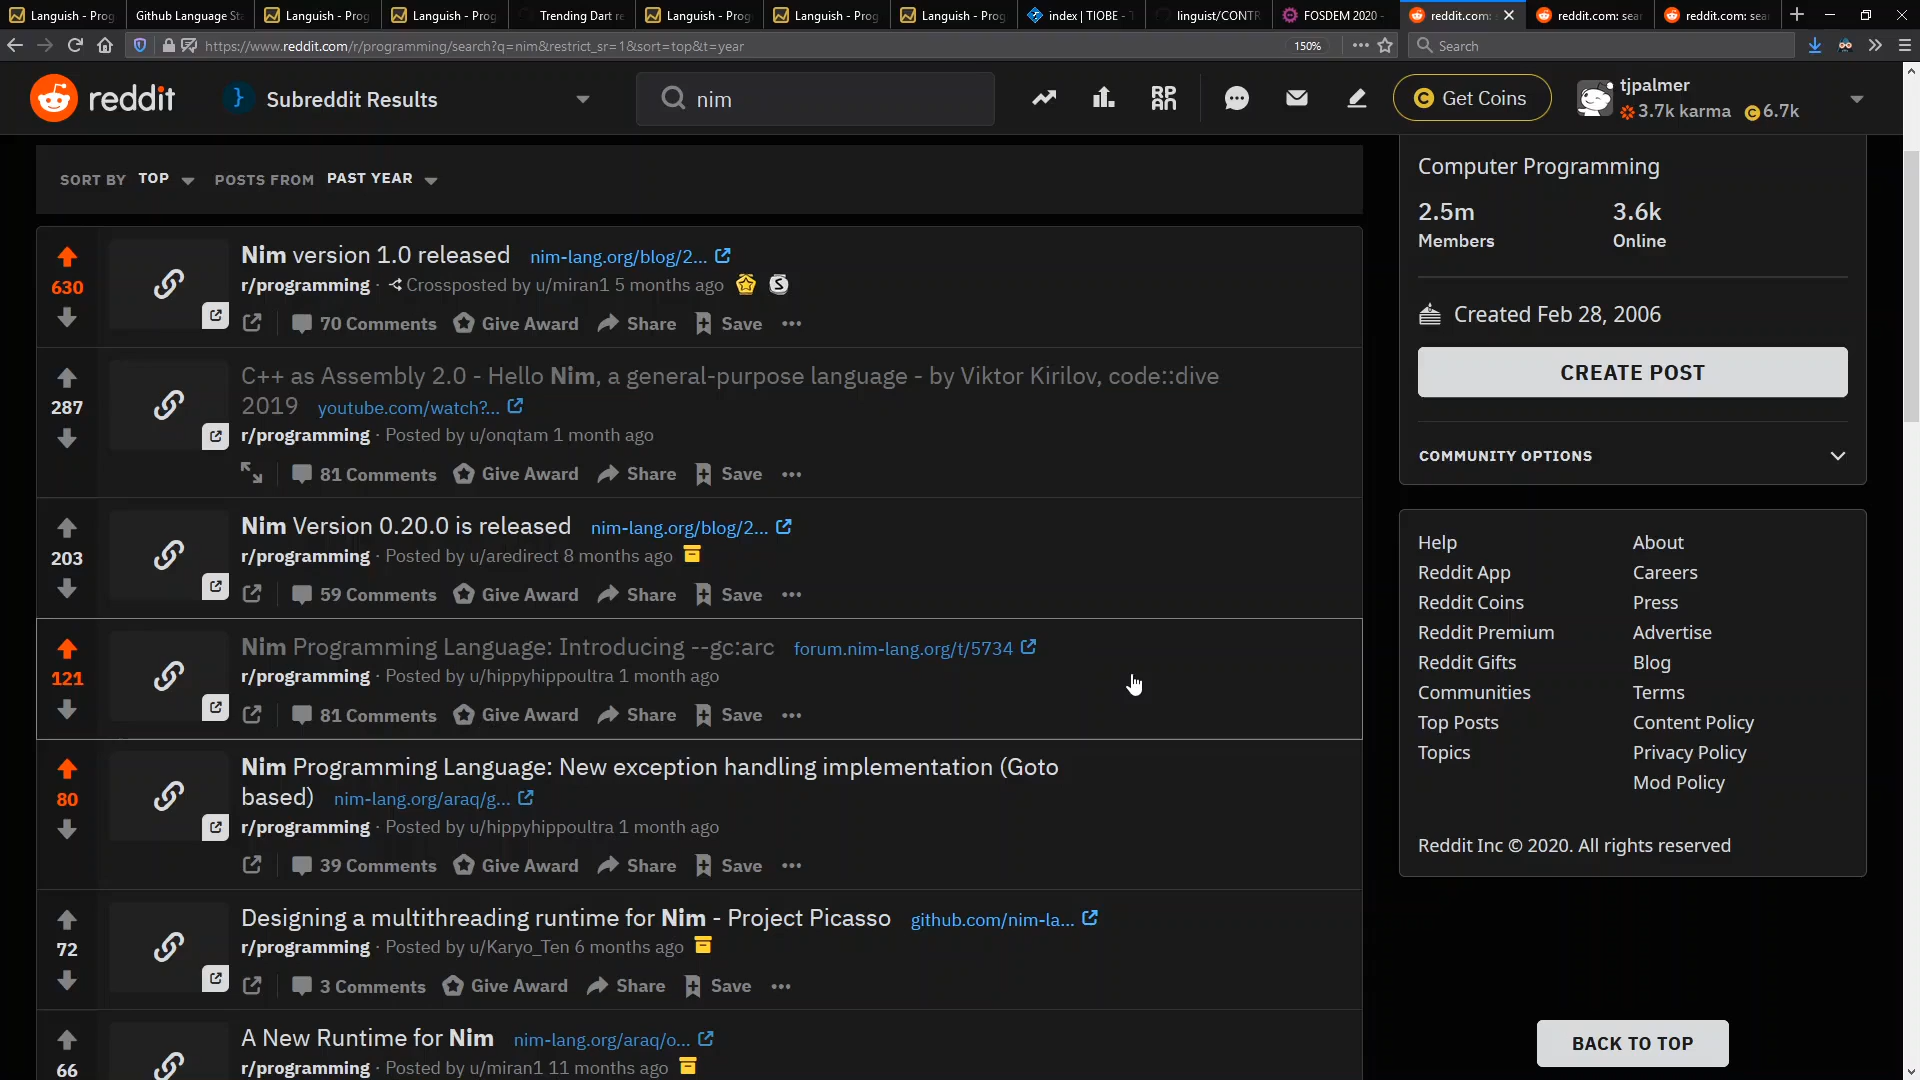 Languish - Prog
Github Language Sta
Languish - Prog
Languish - Prog
Trending Dart re
Languish - Prog
Languish - Prog
Languish - Prog
index | TIOBE - T
linguist/CONTR
FOSDEM 2020 -
reddit.com:
reddit.com: sea
reddit.com: sea
https://www.reddit.com/r/programming/search?q=nim&restrict_sr=1&sort=top&t=year
150%
Search
reddit
Subreddit Results
nim
Get Coins
tjpalmer
3.7k karma
6.7k
SORT BY TOP
POSTS FROM PAST YEAR
630
Nim version 1.0 released nim-lang.org/blog/2...
r/programming · Crossposted by u/miran1 5 months ago
70 Comments Give Award Share Save
287
C++ as Assembly 2.0 - Hello Nim, a general-purpose language - by Viktor Kirilov, code::dive
2019 youtube.com/watch?...
r/programming · Posted by u/onqtam 1 month ago
81 Comments Give Award Share Save
203
Nim Version 0.20.0 is released nim-lang.org/blog/2...
r/programming · Posted by u/aredirect 8 months ago
59 Comments Give Award Share Save
121
Nim Programming Language: Introducing --gc:arc forum.nim-lang.org/t/5734
r/programming · Posted by u/hippyhippoultra 1 month ago
81 Comments Give Award Share Save
80
Nim Programming Language: New exception handling implementation (Goto
based) nim-lang.org/araq/g...
r/programming · Posted by u/hippyhippoultra 1 month ago
39 Comments Give Award Share Save
72
Designing a multithreading runtime for Nim - Project Picasso github.com/nim-la...
r/programming · Posted by u/Karyo_Ten 6 months ago
3 Comments Give Award Share Save
66
A New Runtime for Nim nim-lang.org/araq/o...
r/programming · Posted by u/miran1 11 months ago
Computer Programming
2.5m
Members
3.6k
Online
Created Feb 28, 2006
CREATE POST
COMMUNITY OPTIONS
Help
About
Reddit App
Careers
Reddit Coins
Press
Reddit Premium
Advertise
Reddit Gifts
Blog
Communities
Terms
Top Posts
Content Policy
Topics
Privacy Policy
Mod Policy
Reddit Inc © 2020. All rights reserved
BACK TO TOP